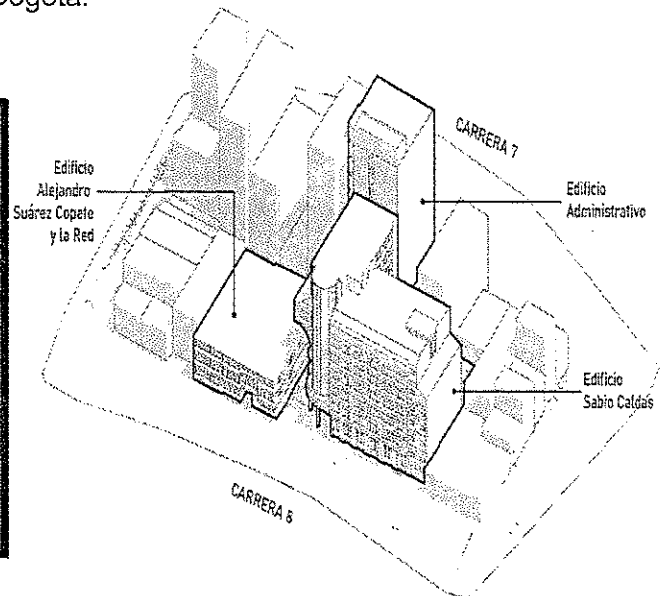 bogotá.
CARRERA 7
Edificio
Alejandro
Suárez Copete
y la Red
Edificio
Administrativo
Edificio
Sabio Caldas
CARRERA 8